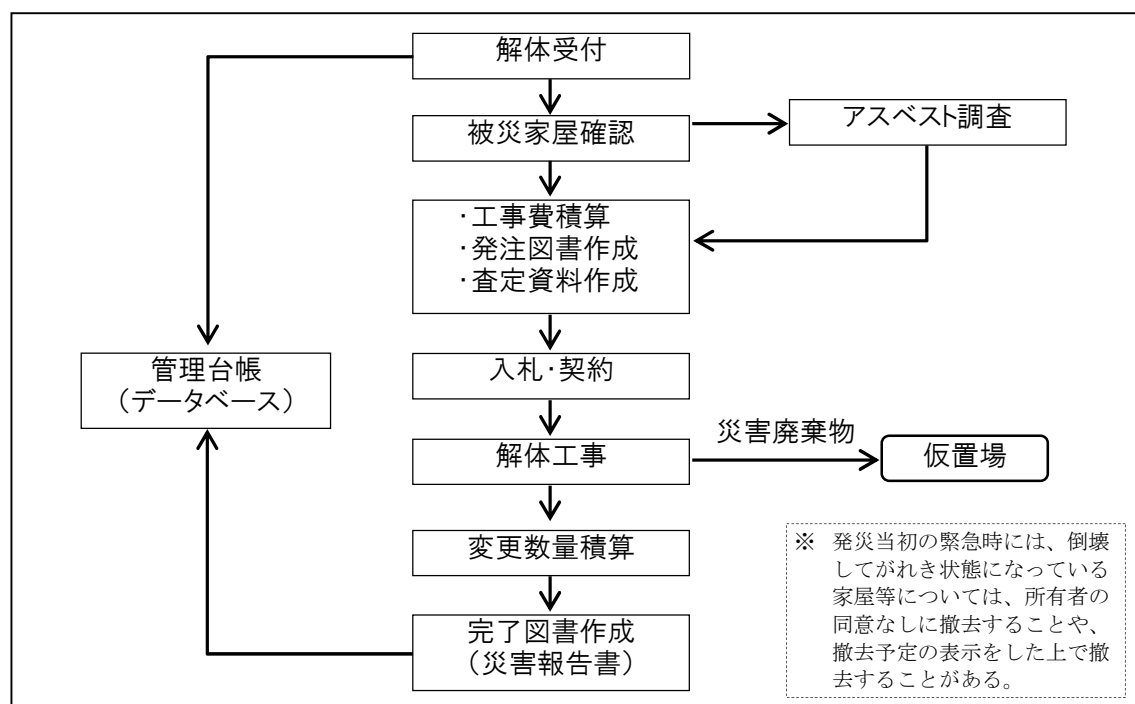 解体受付
被災家屋確認
アスベスト調査
・工事費積算
・発注図書作成
・査定資料作成
管理台帳
（データベース）
入札・契約
解体工事
災害廃棄物
仮置場
変更数量積算
完了図書作成
（災害報告書）
※ 発災当初の緊急時には、倒壊
してがれき状態になっている
家屋等については、所有者の
同意なしに撤去することや、
撤去予定の表示をした上で撤
去することがある。